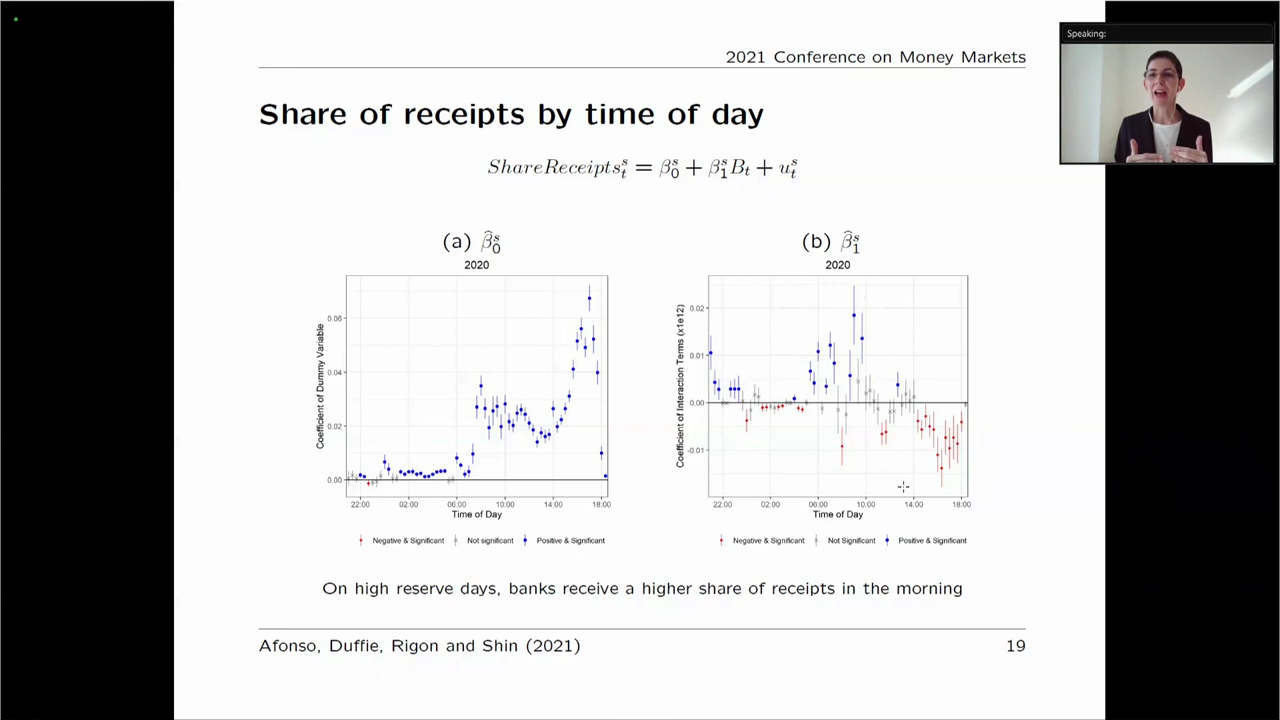 Speaking:
2021 Conference on Money Markets
Share of receipts by time of day
ShareReceipts_t^s = β_0^s + β_1^s B_t + u_t^s
(a) β̂_0^s
2020
Coefficient of Dummy Variable
0.06
0.04
0.02
0.00
22:00 02:00 06:00 10:00 14:00 18:00
Time of Day
Negative & Significant Not significant Positive & Significant
(b) β̂_1^s
2020
Coefficient of Interaction Terms (x1e12)
0.02
0.01
0.00
-0.01
22:00 02:00 06:00 10:00 14:00 18:00
Time of Day
Negative & Significant Not Significant Positive & Significant
On high reserve days, banks receive a higher share of receipts in the morning
Afonso, Duffie, Rigon and Shin (2021) 19